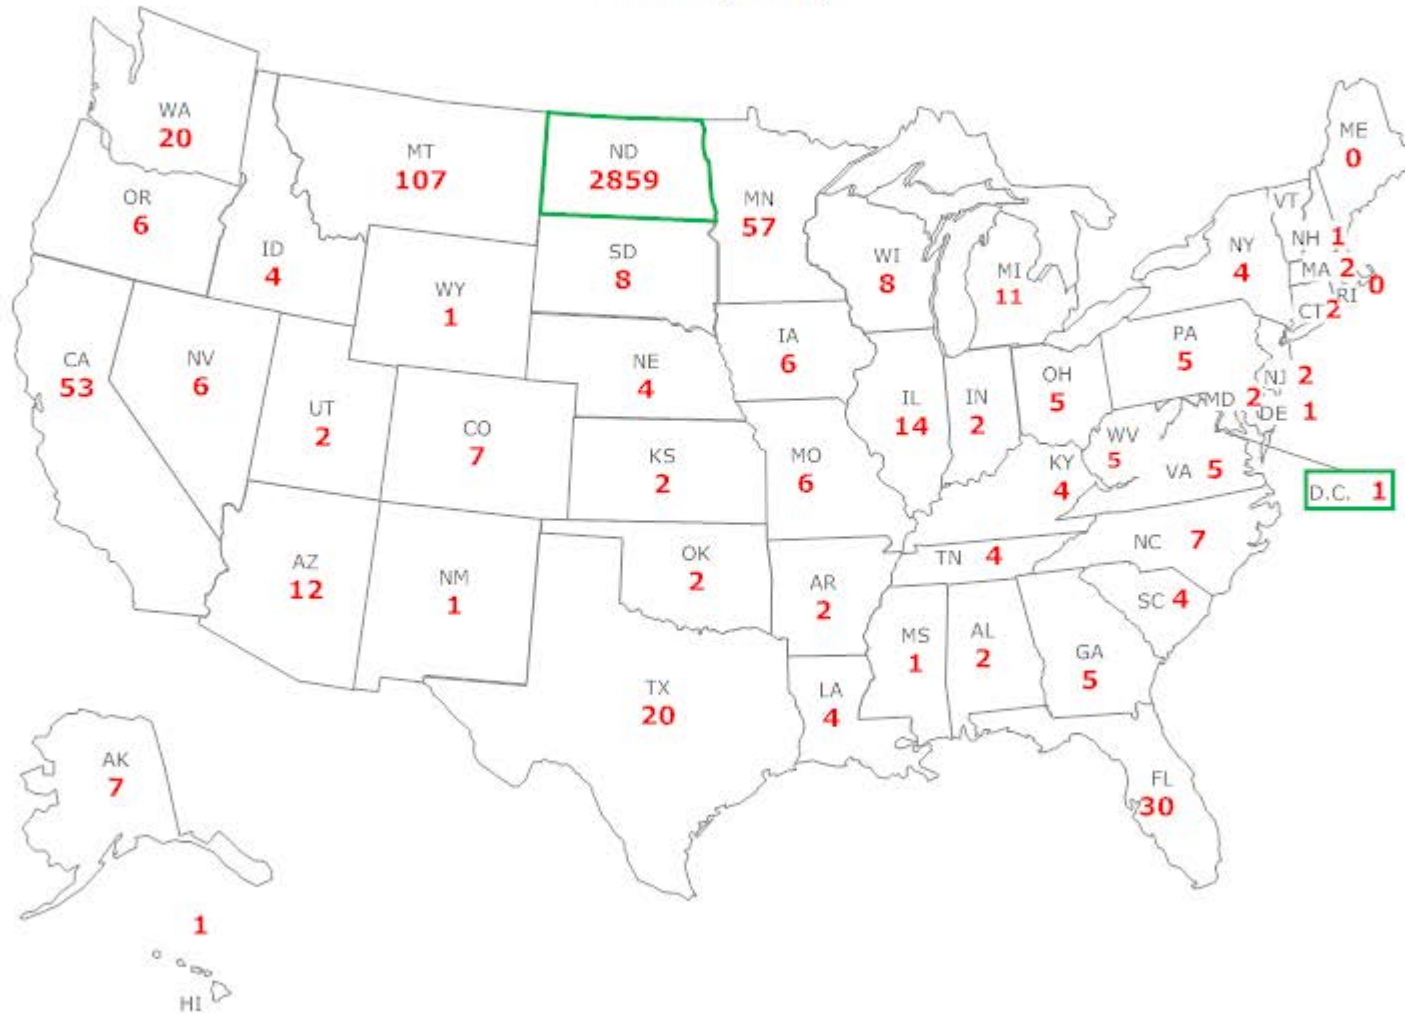 WA
20
OR
6
CA
53
NV
6
ID
4
MT
107
WY
1
UT
2
CO
7
AZ
12
NM
1
ND
2859
SD
8
NE
4
KS
2
OK
2
TX
20
MN
57
IA
6
MO
6
AR
2
LA
4
WI
8
IL
14
MI
11
IN
2
OH
5
KY
4
TN 4
MS
1
AL
2
GA
5
FL
30
SC 4
NC 7
VA 5
WV
5
PA
5
NY
4
VT
NH 1
MA 2
RI 0
CT 2
ME
0
NJ 2
MD 2
DE 1
D.C. 1
AK
7
1
HI